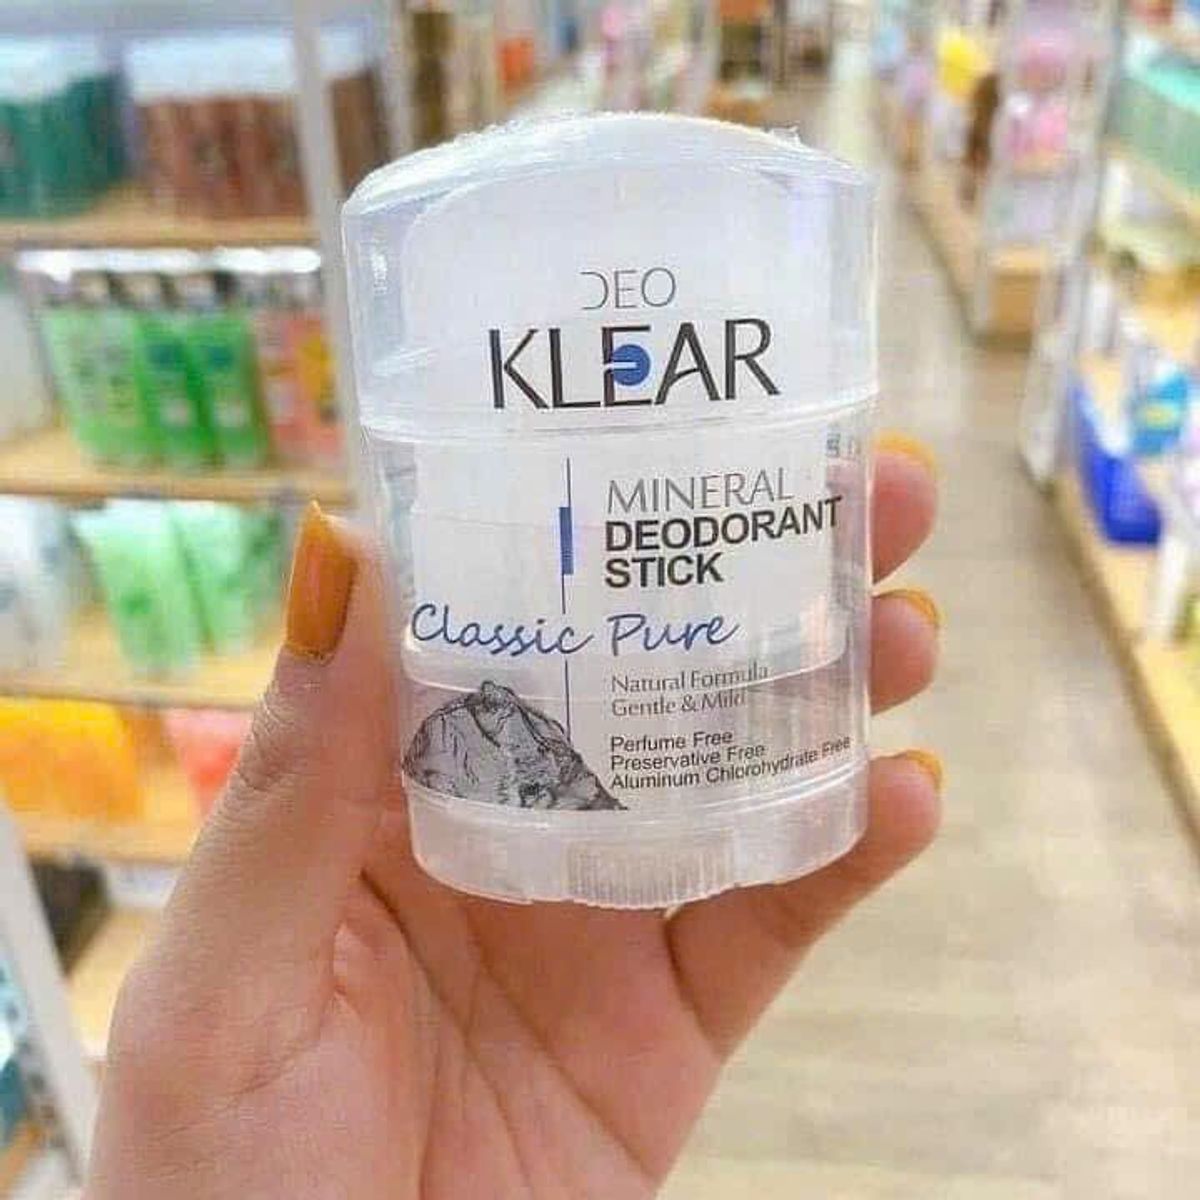 DEO
KLEAR
MINERAL
DEODORANT
STICK
Classic Pure
Natural Formula
Gentle & Mild
Perfume Free
Preservative Free
Aluminum Chlorohydrate Free